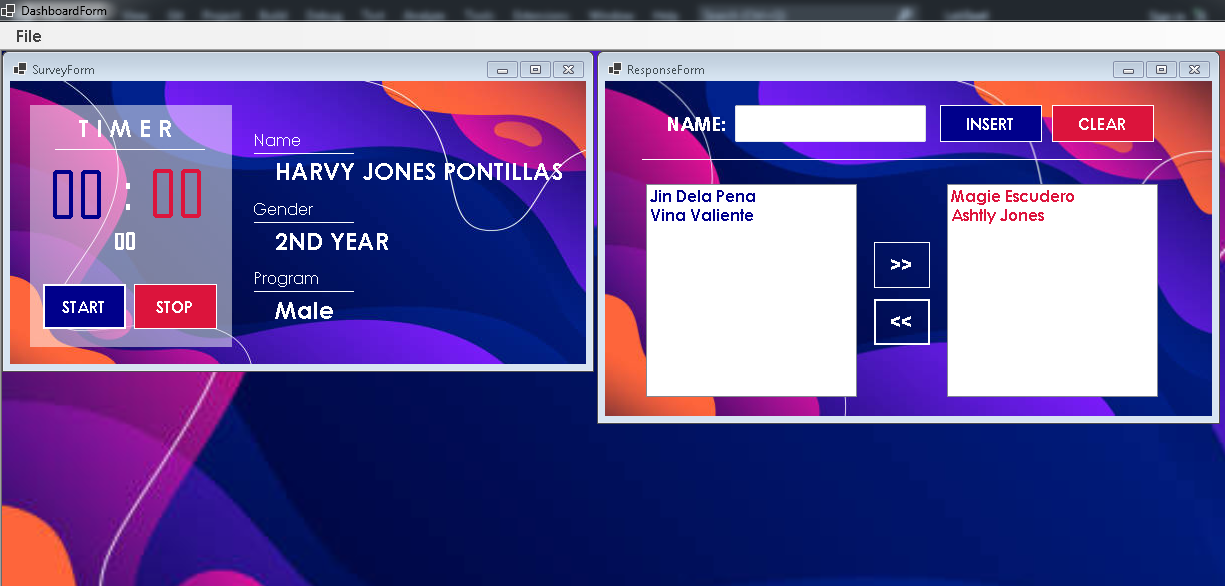 DashboardForm
File
SurveyForm
TIMER
00 : 00
00
START STOP
Name
HARVY JONES PONTILLAS
Gender
2ND YEAR
Program
Male
ResponseForm
NAME: INSERT CLEAR
Jin Dela Pena
Vina Valiente
>>
<<
Magie Escudero
Ashtly Jones